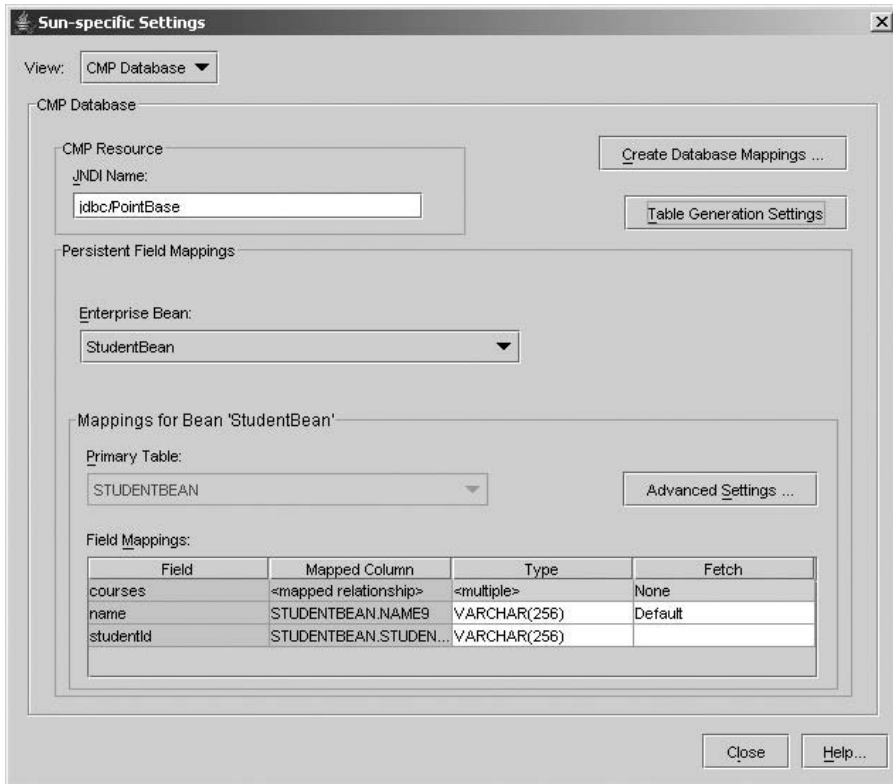 Sun-specific Settings
View: CMP Database
CMP Database
CMP Resource
JNDI Name:
jdbc/PointBase
Create Database Mappings ...
Table Generation Settings
Persistent Field Mappings
Enterprise Bean:
StudentBean
Mappings for Bean 'StudentBean'
Primary Table:
STUDENTBEAN
Advanced Settings ...
Field Mappings:
Field Mapped Column Type Fetch
courses <mapped relationship> <multiple> None
name STUDENTBEAN.NAME9 VARCHAR(256) Default
studentId STUDENTBEAN.STUDEN... VARCHAR(256)
Close Help...